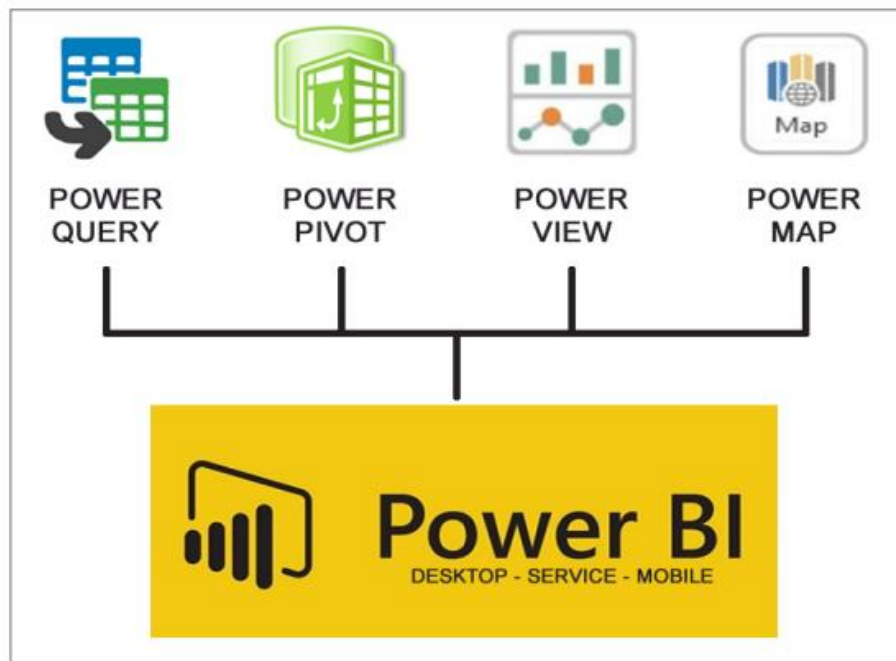 Map
POWER
QUERY
POWER
PIVOT
POWER
VIEW
POWER
MAP
Power BI
DESKTOP - SERVICE - MOBILE